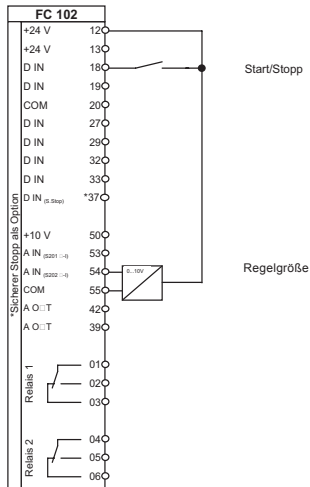 FC 102
+24 V 12
+24 V 13
D IN 18
Start/Stopp
D IN 19
COM 20
D IN 27
D IN 29
D IN 32
D IN 33
D IN (S.Stop) *37
*Sicherer Stopp als Option
+10 V 50
A IN (S201 □-I) 53
A IN (S202 □-I) 54
0...10V
Regelgröße
COM 55
A O□T 42
A O□T 39
Relais 1
01
02
03
Relais 2
04
05
06